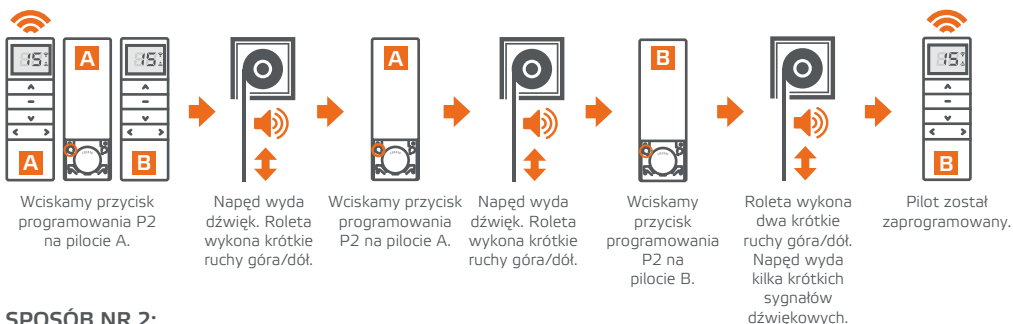 15
A
15
A
B
A
B
15
B
Wciskamy przycisk
programowania P2
na pilocie A.
Napęd wyda
dźwięk. Roleta
wykona krótkie
ruchy góra/dół.
Wciskamy przycisk
programowania
P2 na pilocie A.
Napęd wyda
dźwięk. Roleta
wykona krótkie
ruchy góra/dół.
Wciskamy
przycisk
programowania
P2 na
pilocie B.
Roleta wykona
dwa krótkie
ruchy góra/dół.
Napęd wyda
kilka krótkich
sygnałów
dźwiękowych.
Pilot został
zaprogramowany.
SPOSÓB NR 2: